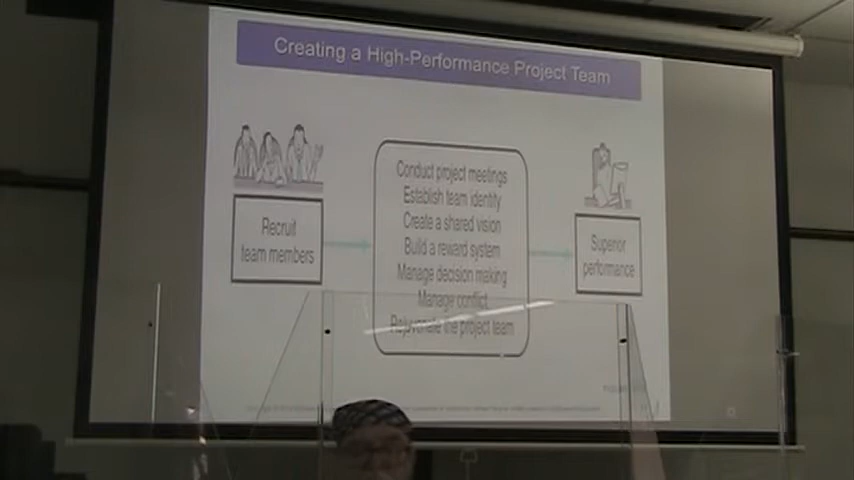 Creating a High-Performance Project Team
Recruit
team members
Conduct project meetings
Establish team identity
Create a shared vision
Build a reward system
Manage decision making
Manage conflict
Rejuvenate the project team
Superior
performance